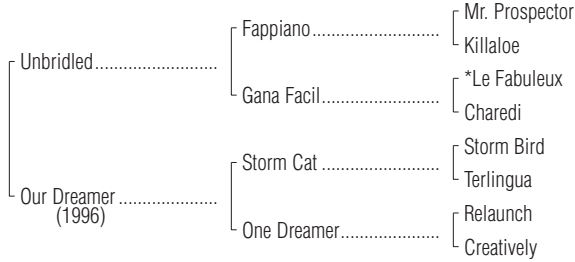 Mr. Prospector
Fappiano
Killaloe
Unbridled
*Le Fabuleux
Gana Facil
Charedi
Storm Bird
Storm Cat
Terlingua
Our Dreamer
(1996)
Relaunch
One Dreamer
Creatively